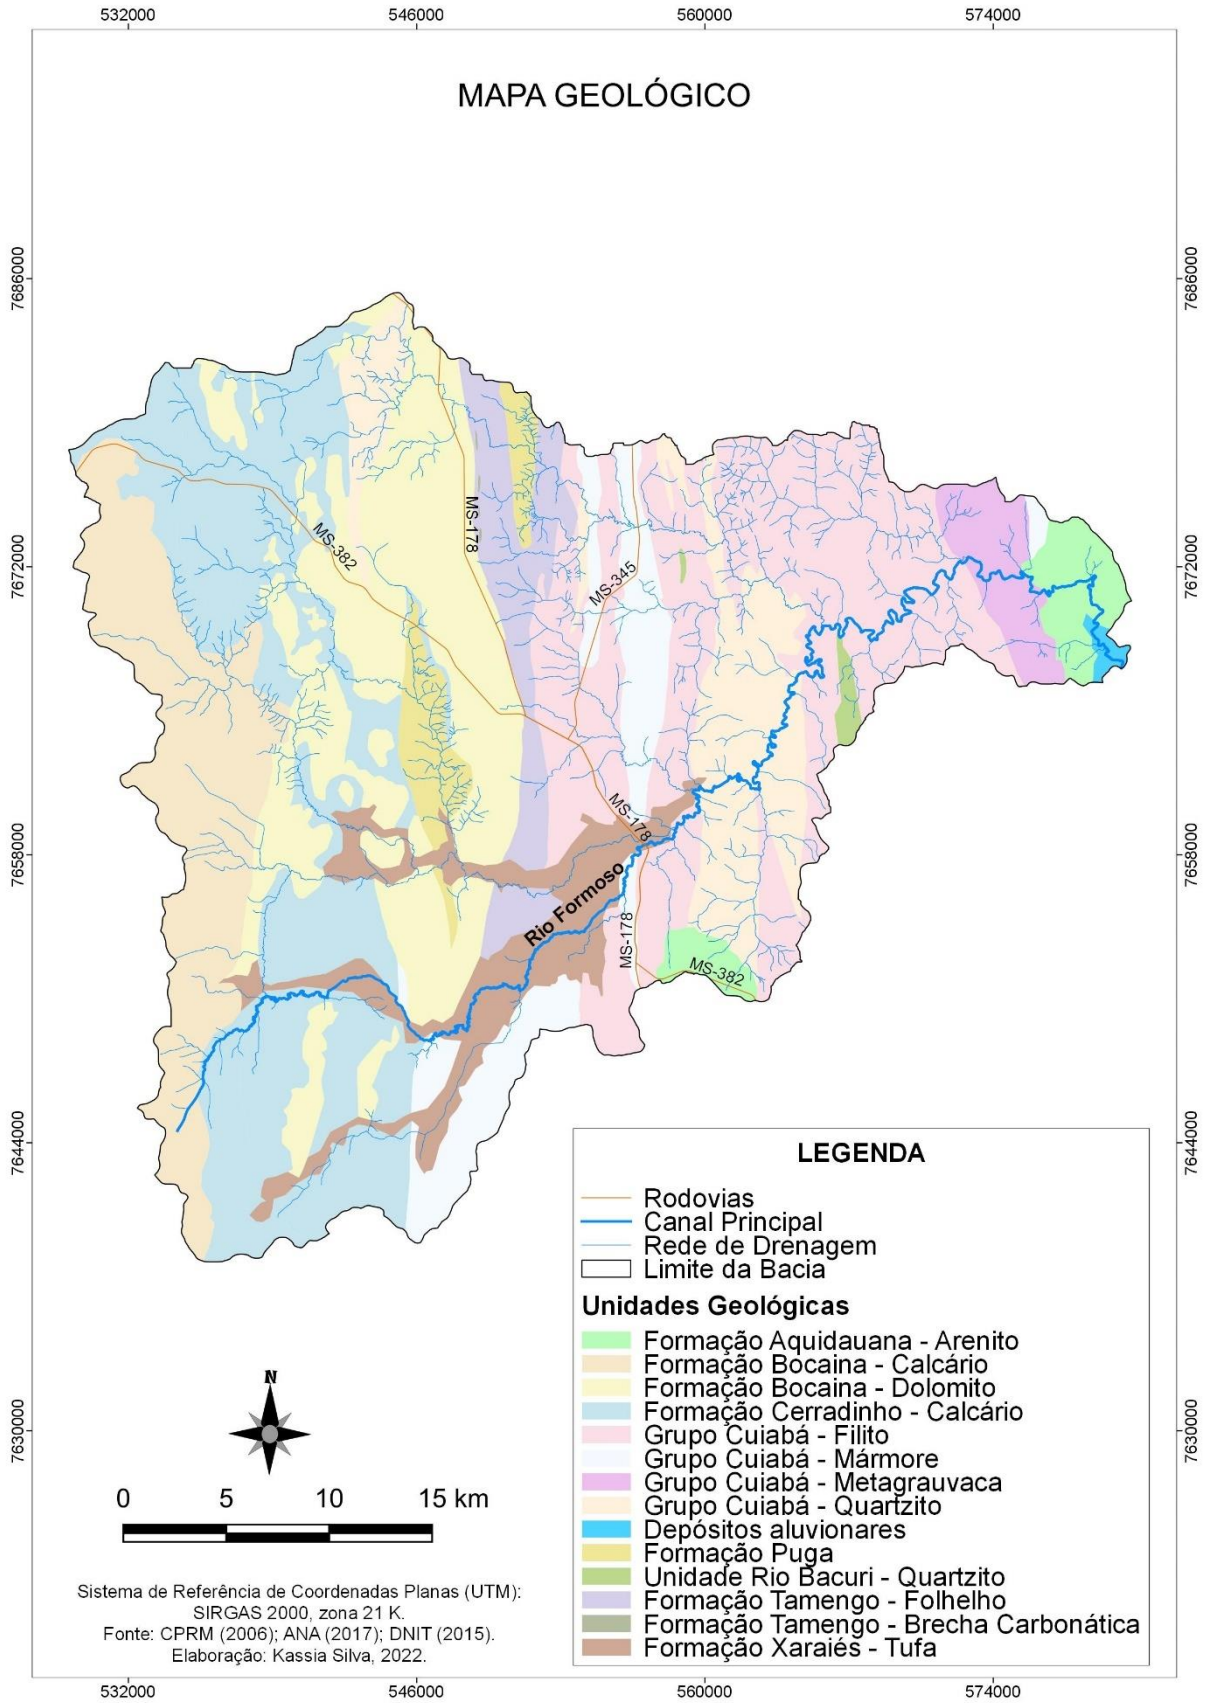 532000 546000 560000 574000
MAPA GEOLÓGICO
7686000 7686000
MS-382
MS-178
MS-345
7672000 7672000
MS-178
7658000 7658000
Rio Formoso
MS-178
MS-382
7644000 7644000
LEGENDA
Rodovias
Canal Principal
Rede de Drenagem
Limite da Bacia
Unidades Geológicas
Formação Aquidauana - Arenito
Formação Bocaina - Calcário
Formação Bocaina - Dolomito
Formação Cerradinho - Calcário
Grupo Cuiabá - Filito
Grupo Cuiabá - Mármore
Grupo Cuiabá - Metagrauvaca
Grupo Cuiabá - Quartzito
Depósitos aluvionares
Formação Puga
Unidade Rio Bacuri - Quartzito
Formação Tamengo - Folhelho
Formação Tamengo - Brecha Carbonática
Formação Xaraiés - Tufa
7630000 7630000
N
0 5 10 15 km
Sistema de Referência de Coordenadas Planas (UTM):
SIRGAS 2000, zona 21 K.
Fonte: CPRM (2006); ANA (2017); DNIT (2015).
Elaboração: Kassia Silva, 2022.
532000 546000 560000 574000